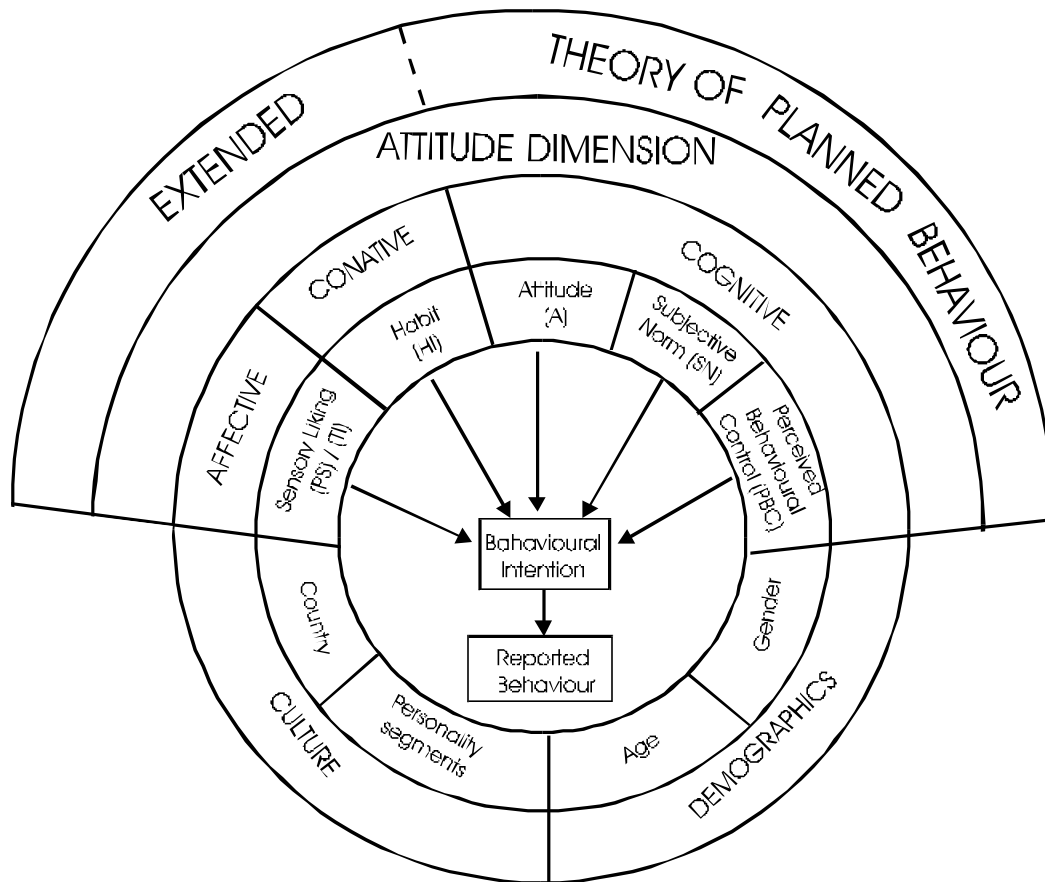 EXTENDED
THEORY OF PLANNED BEHAVIOUR
ATTITUDE DIMENSION
AFFECTIVE
CONATIVE
COGNITIVE
Sensory Liking
(PS) / (TI)
Habit
(HI)
Attitude
(A)
Subjective
Norm (SN)
Perceived
Behavioural
Control (PBC)
Bahavioural
Intention
Reported
Behaviour
Country
Personality
segments
Age
Gender
CULTURE
DEMOGRAPHICS